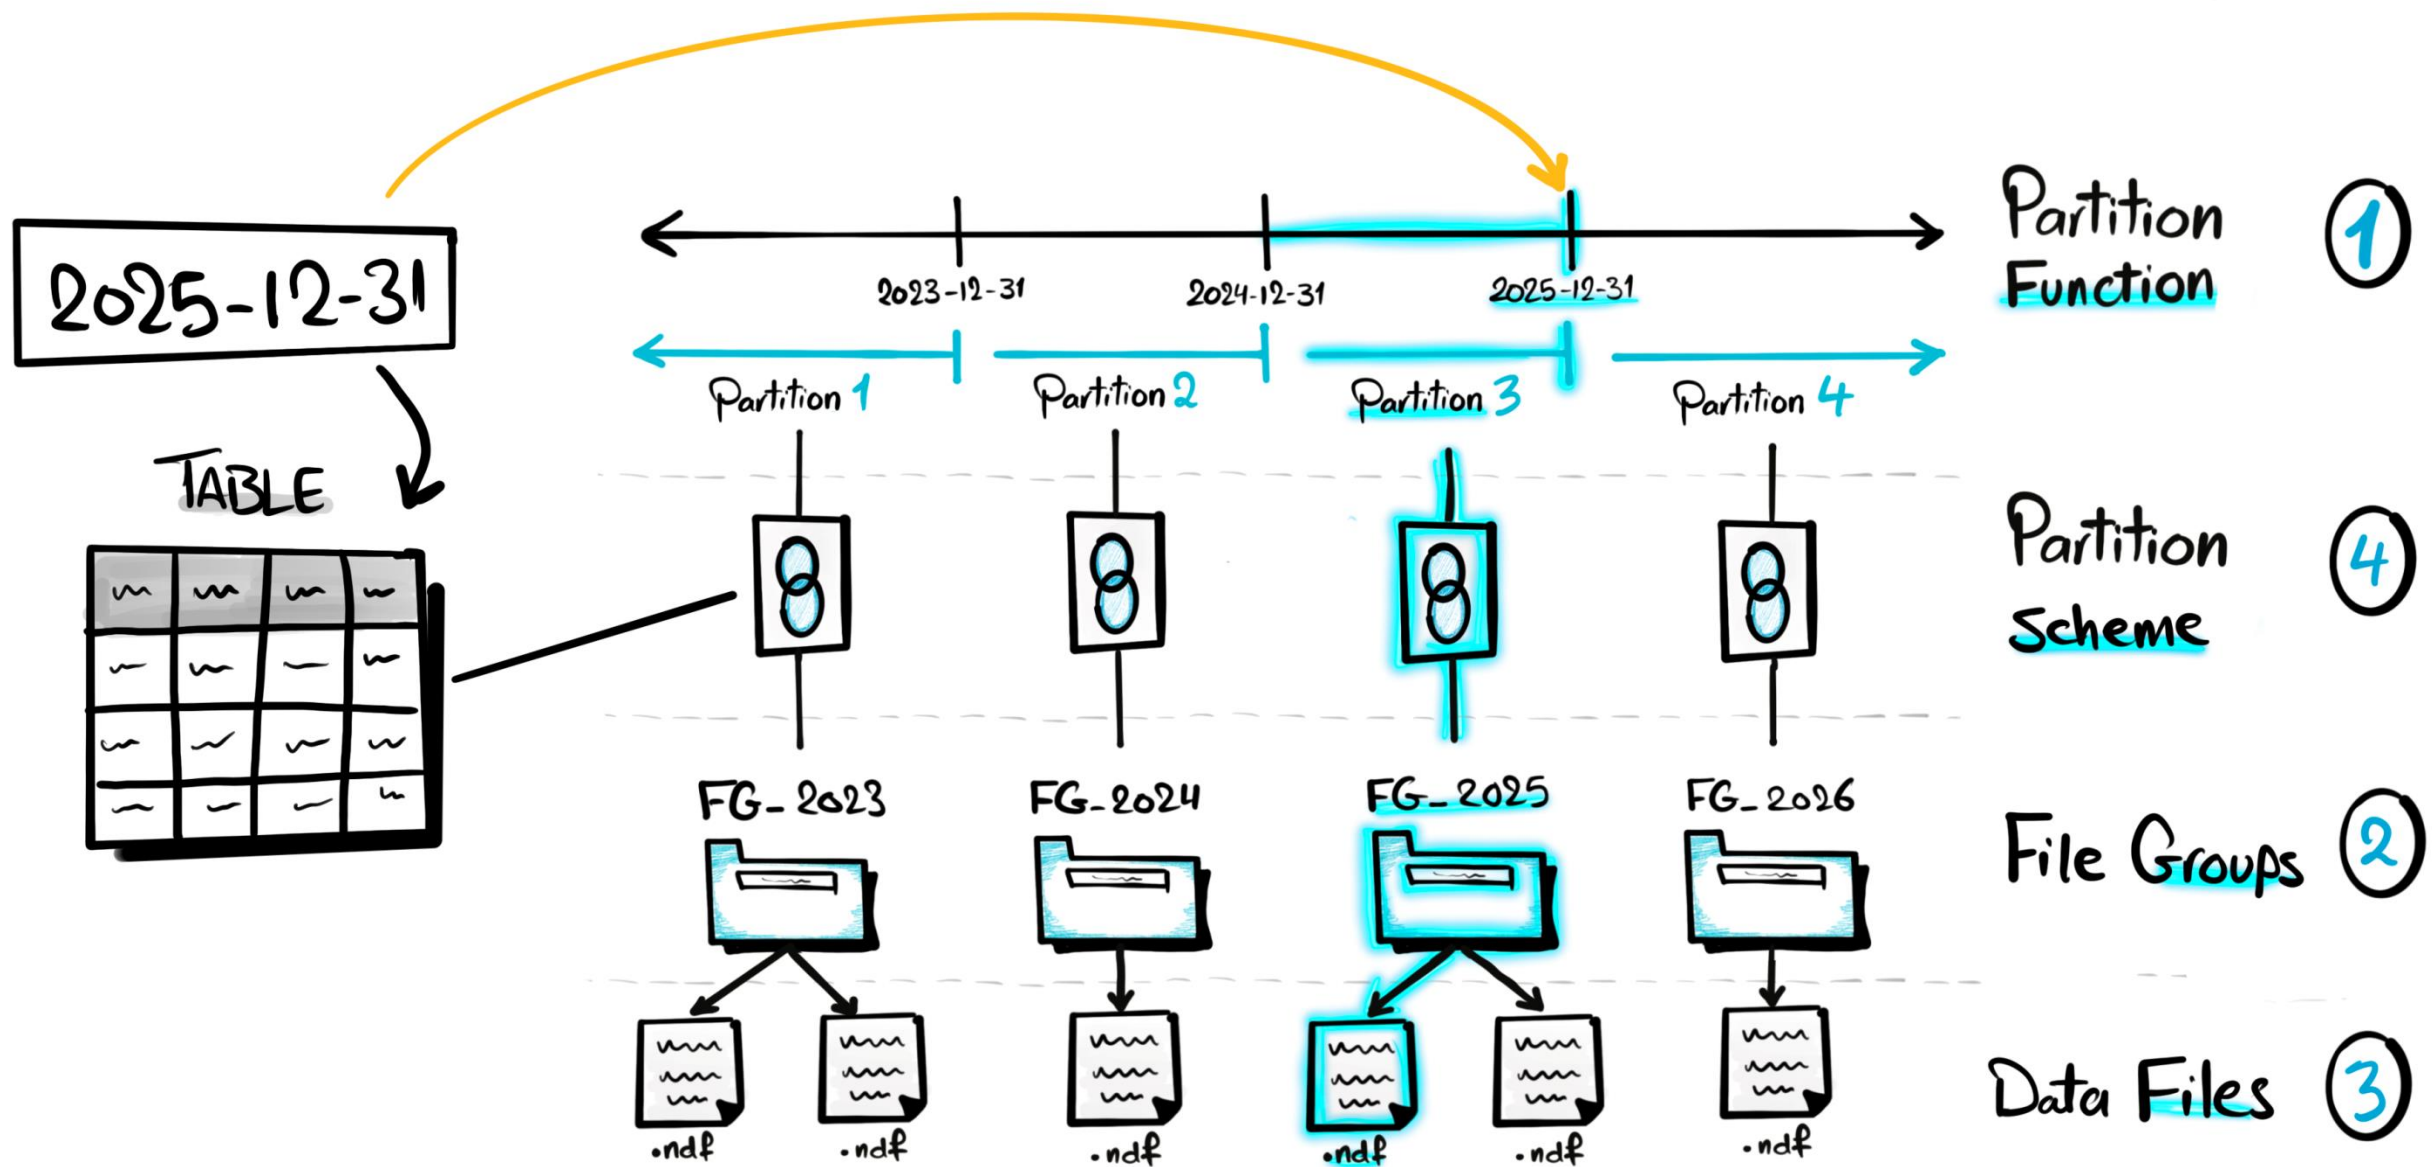 2025-12-31
TABLE
2023-12-31
2024-12-31
2025-12-31
Partition 1
Partition 2
Partition 3
Partition 4
Partition
Function
1
Partition
Scheme
4
FG_2023
FG_2024
FG_2025
FG_2026
File Groups
2
.ndf
.ndf
.ndf
.ndf
.ndf
.ndf
Data Files
3